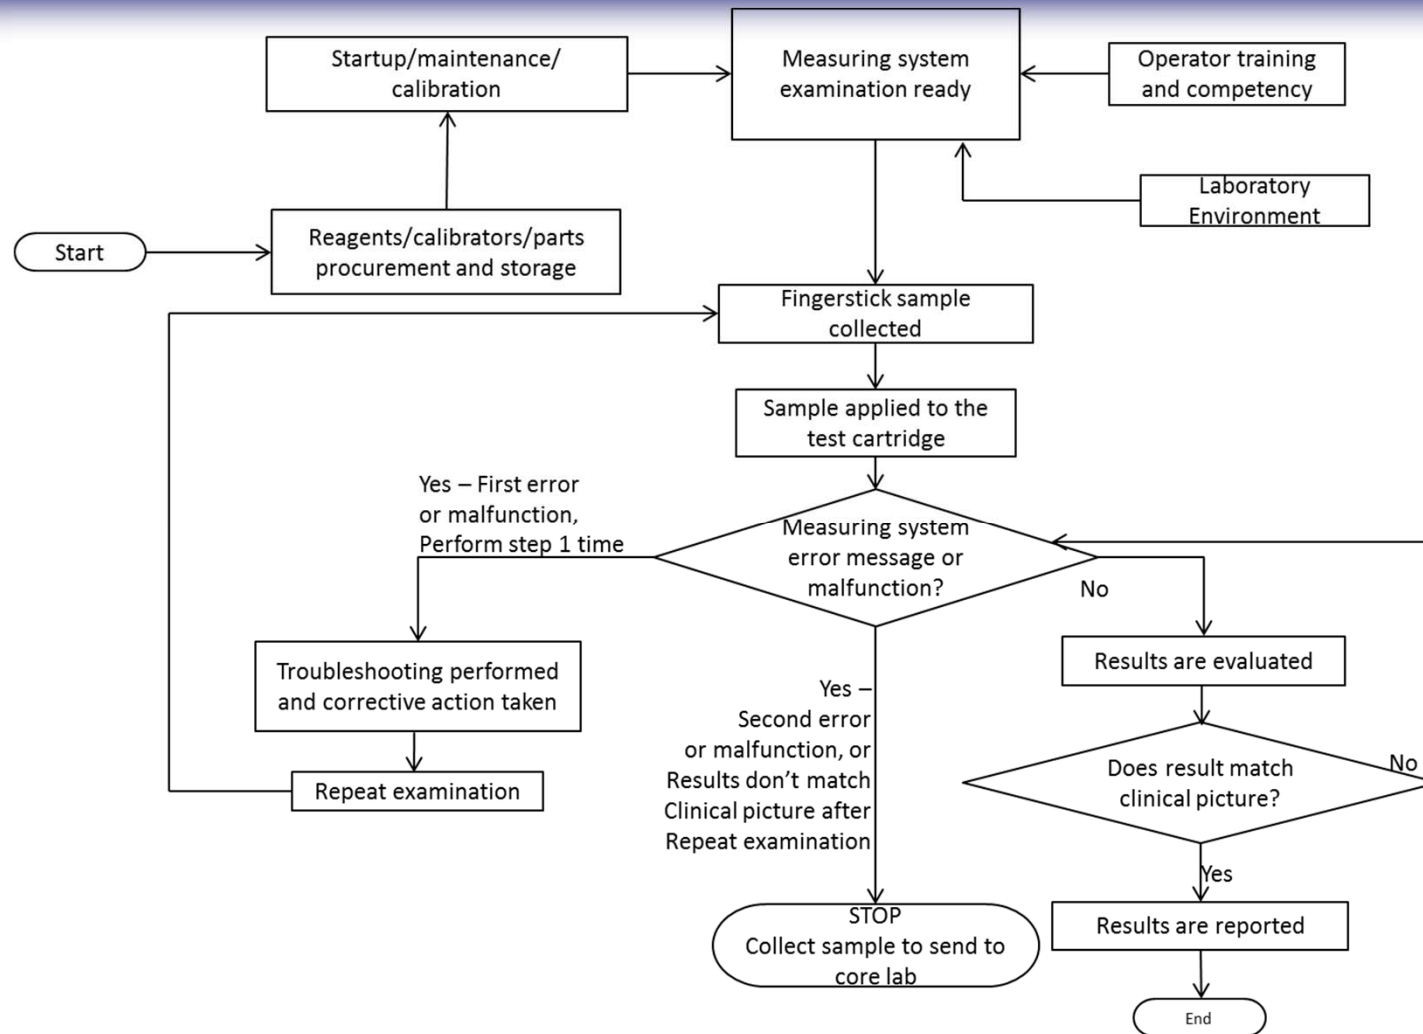 Startup/maintenance/
calibration
Measuring system
examination ready
Operator training
and competency
Laboratory
Environment
Start
Reagents/calibrators/parts
procurement and storage
Fingerstick sample
collected
Sample applied to the
test cartridge
Yes – First error
or malfunction,
Perform step 1 time
Measuring system
error message or
malfunction?
No
Troubleshooting performed
and corrective action taken
Results are evaluated
Repeat examination
Yes –
Second error
or malfunction, or
Results don’t match
Clinical picture after
Repeat examination
Does result match
clinical picture?
No
Yes
STOP
Collect sample to send to
core lab
Results are reported
End